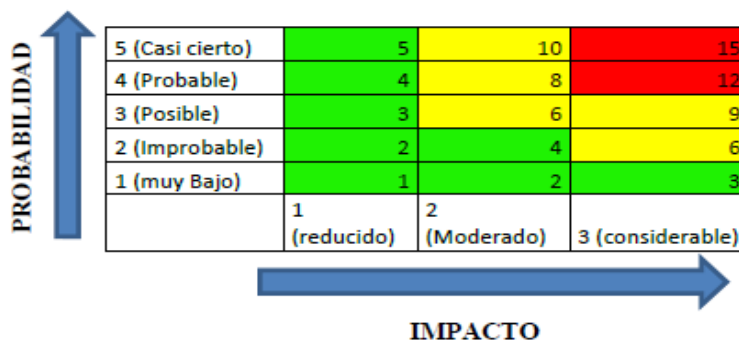 PROBABILIDAD
5 (Casi cierto) 5 10 15
4 (Probable) 4 8 12
3 (Posible) 3 6 9
2 (Improbable) 2 4 6
1 (muy Bajo) 1 2 3
1 (reducido) 2 (Moderado) 3 (considerable)
IMPACTO